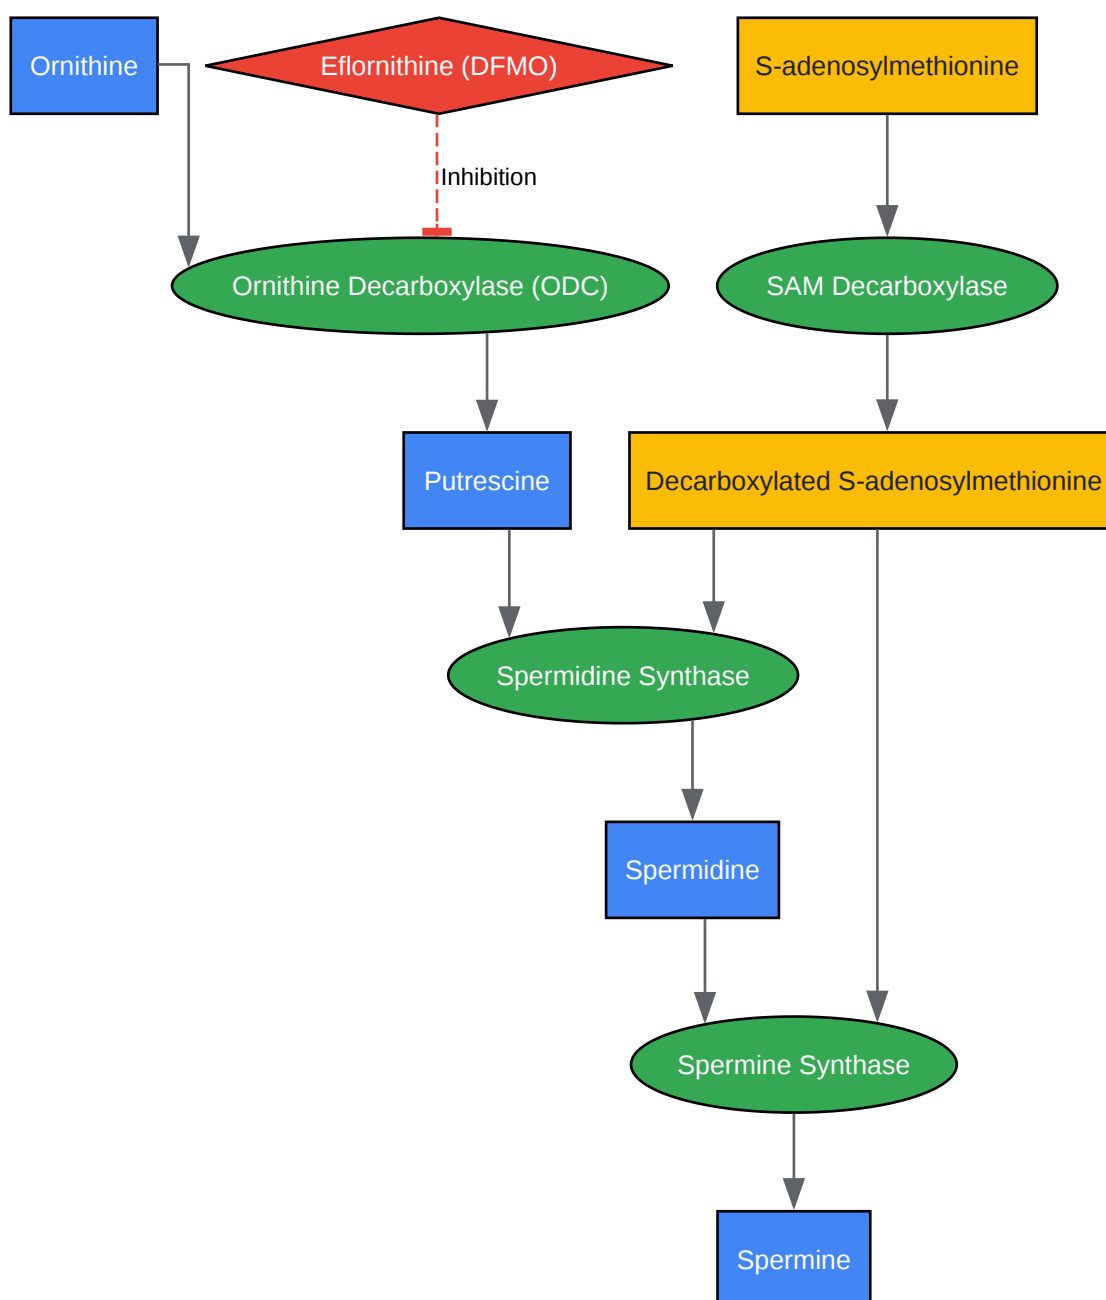 Ornithine
Eflornithine (DFMO)
S-adenosylmethionine
Inhibition
Ornithine Decarboxylase (ODC)
SAM Decarboxylase
Putrescine
Decarboxylated S-adenosylmethionine
Spermidine Synthase
Spermidine
Spermine Synthase
Spermine